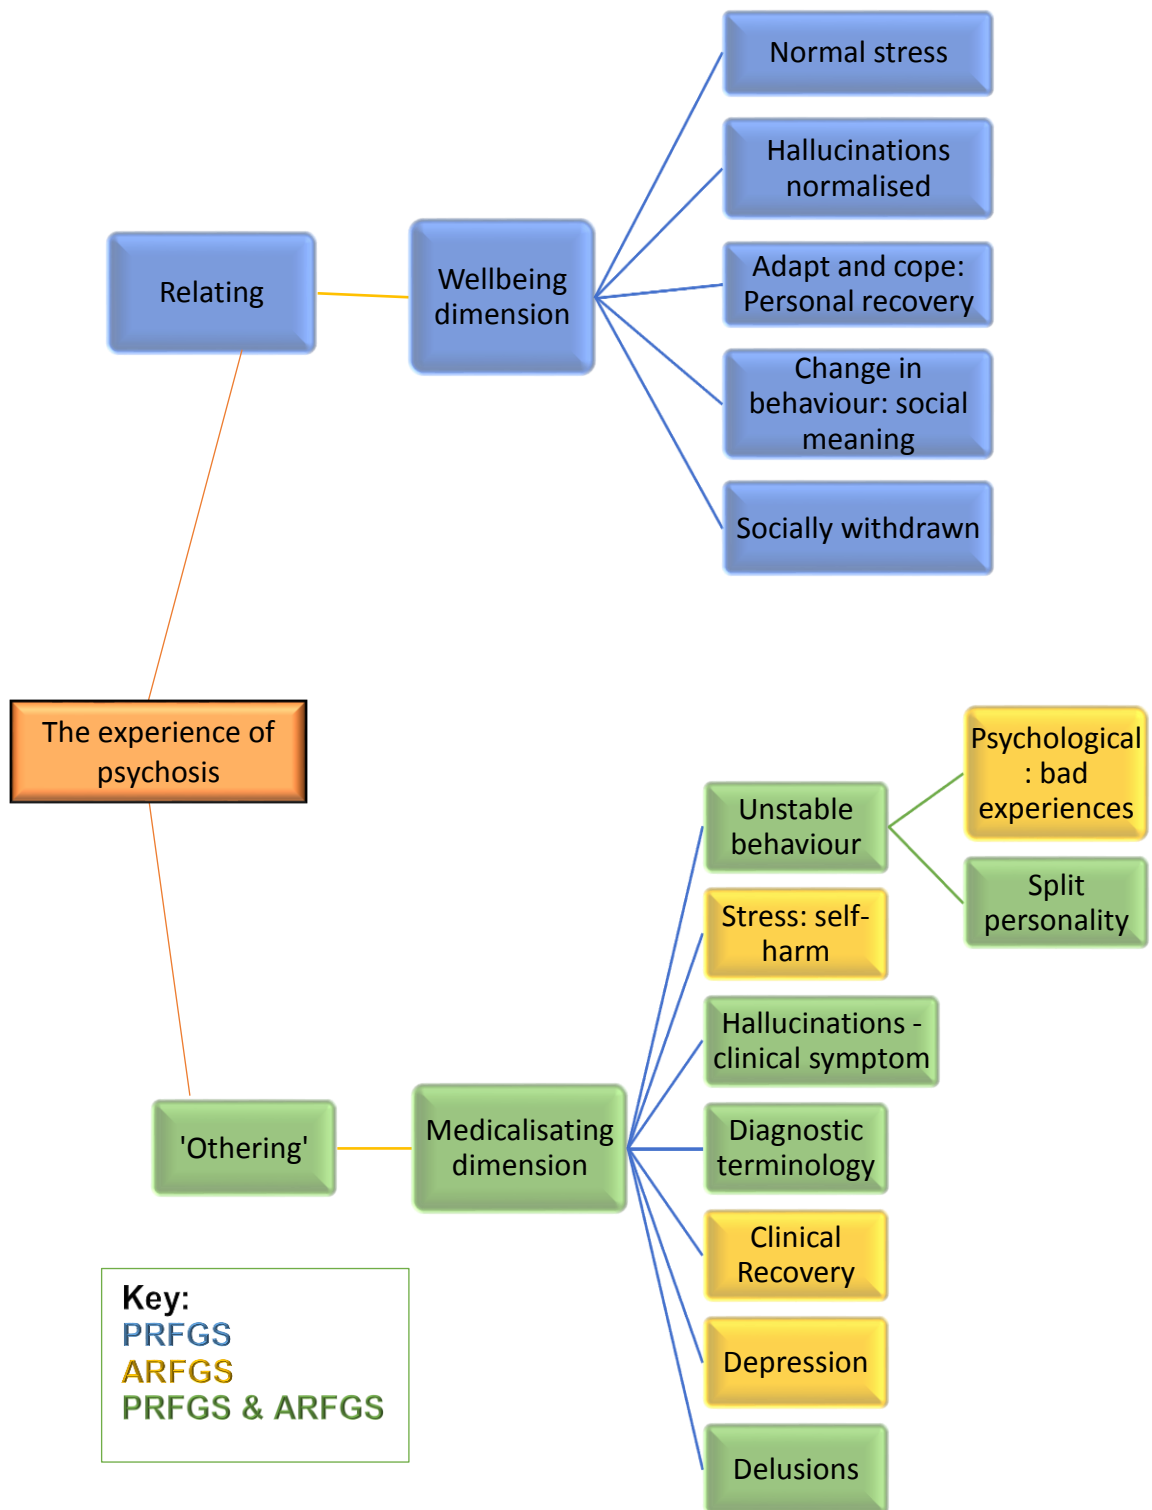 Normal stress
Hallucinations
normalised
Adapt and cope:
Personal recovery
Change in
behaviour: social
meaning
Socially withdrawn
Relating
Wellbeing
dimension
The experience of
psychosis
Psychological
: bad
experiences
Unstable
behaviour
Split
personality
Stress: self-
harm
Hallucinations -
clinical symptom
'Othering'
Medicalisating
dimension
Diagnostic
terminology
Clinical
Recovery
Depression
Delusions
Key:
PRFGS
ARFGS
PRFGS & ARFGS